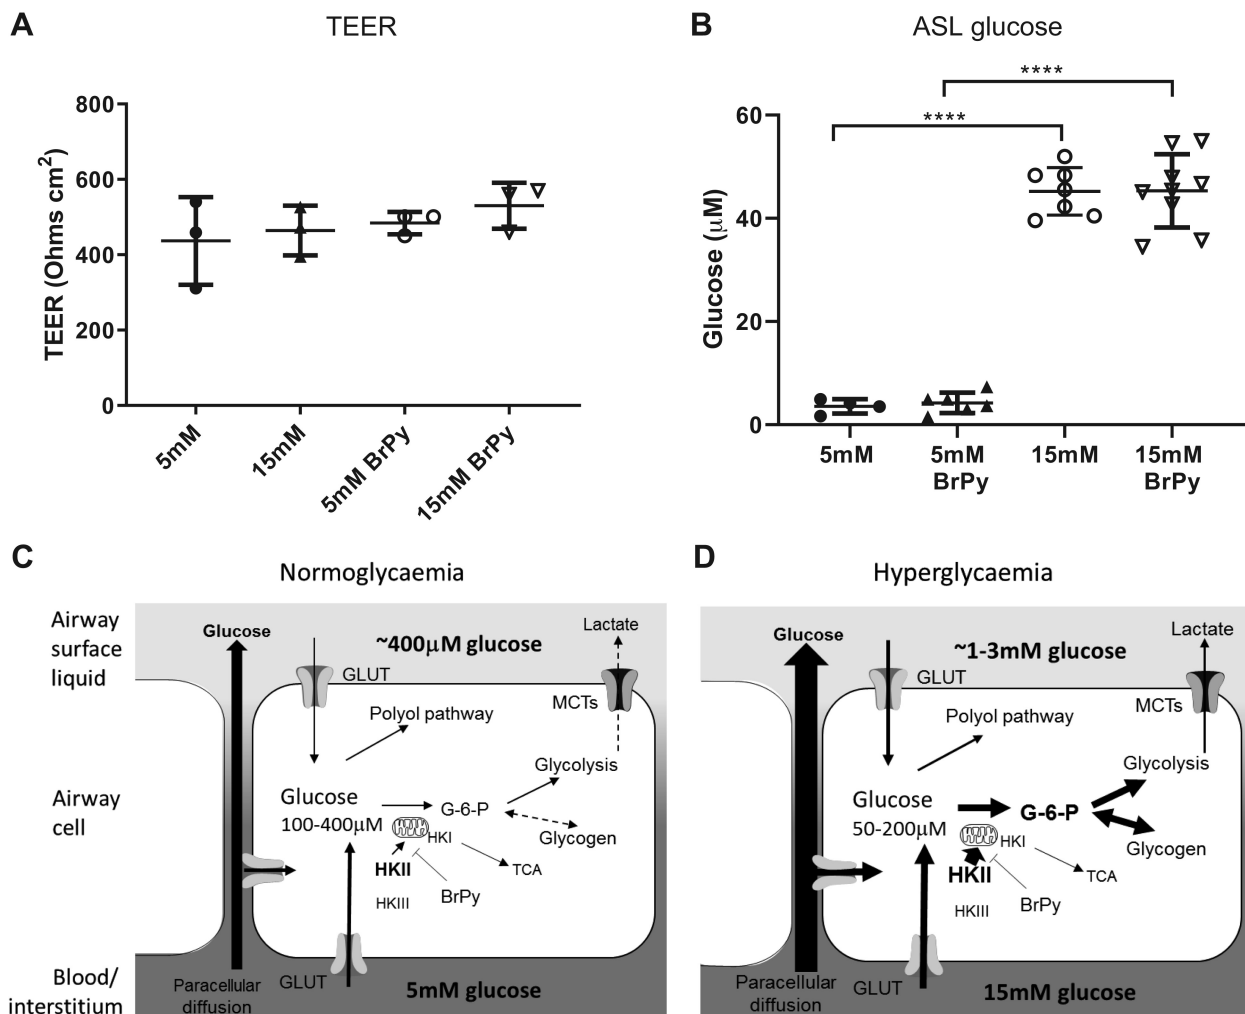 A
TEER
TEER (Ohms cm²)
800
600
400
200
0
5mM
15mM
5mM BrPy
15mM BrPy
B
ASL glucose
****
****
Glucose (μM)
60
40
20
0
5mM
5mM
BrPy
15mM
15mM
BrPy
C
Normoglycaemia
Airway
surface
liquid
Airway
cell
Blood/
interstitium
Glucose
~400μM glucose
Lactate
GLUT
MCTs
Polyol pathway
Glycolysis
Glucose
100-400μM
G-6-P
Glycogen
HKI
TCA
HKII
BrPy
HKIII
Paracellular
diffusion
GLUT
5mM glucose
D
Hyperglycaemia
Glucose
~1-3mM glucose
Lactate
GLUT
MCTs
Polyol pathway
Glycolysis
Glucose
50-200μM
G-6-P
Glycogen
HKI
TCA
HKII
BrPy
HKIII
Paracellular
diffusion
GLUT
15mM glucose